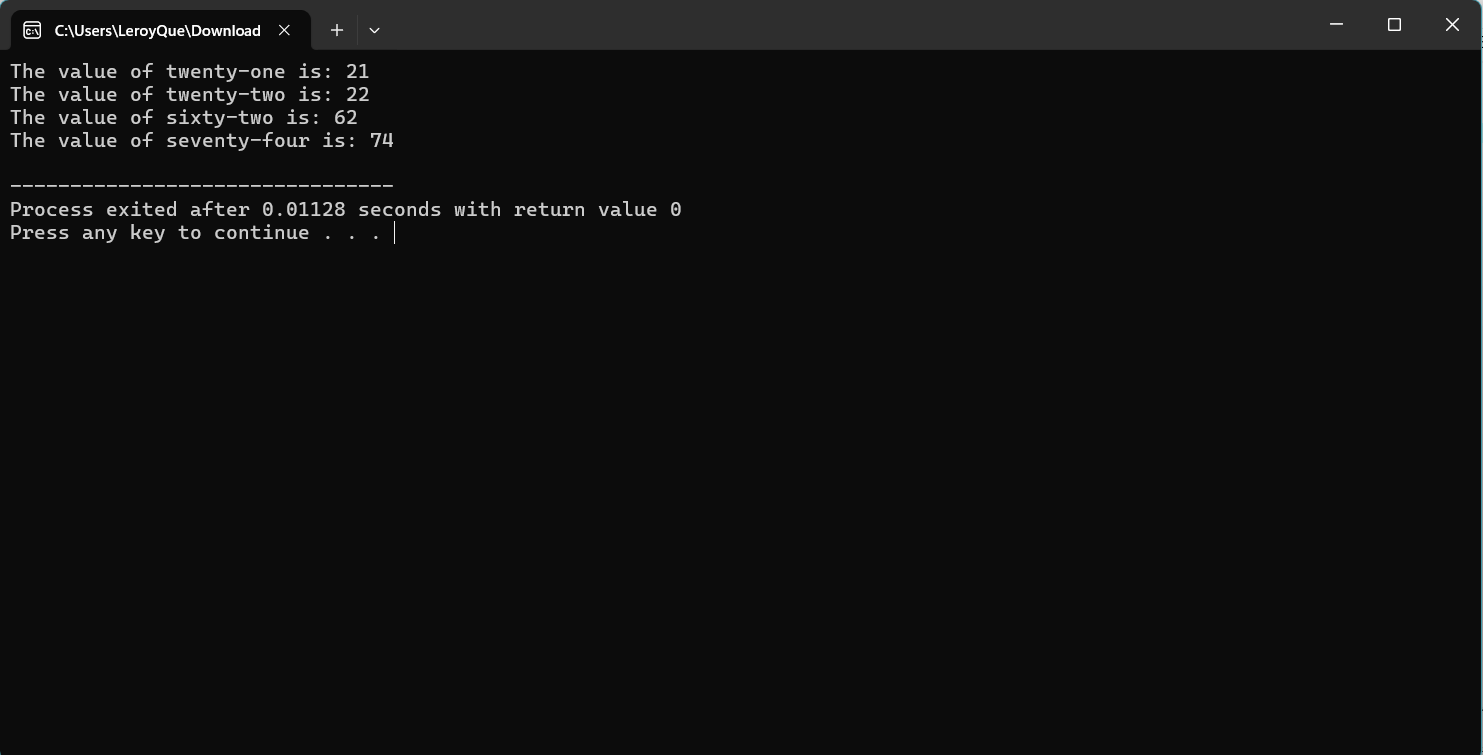 C:\Users\LeroyQue\Download
The value of twenty-one is: 21
The value of twenty-two is: 22
The value of sixty-two is: 62
The value of seventy-four is: 74
--------------------------------
Process exited after 0.01128 seconds with return value 0
Press any key to continue . . .